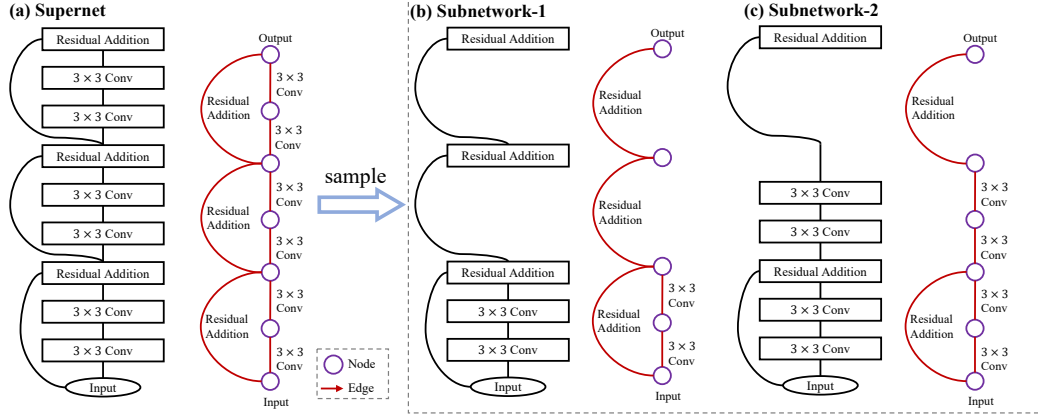 (a) Supernet
Residual Addition
3 × 3 Conv
3 × 3 Conv
Residual Addition
3 × 3 Conv
3 × 3 Conv
Residual Addition
3 × 3 Conv
3 × 3 Conv
Input
Output
3 × 3
Conv
Residual
Addition
3 × 3
Conv
3 × 3
Conv
Residual
Addition
3 × 3
Conv
3 × 3
Conv
Residual
Addition
3 × 3
Conv
Input
sample
Node
Edge
(b) Subnetwork-1
Residual Addition
Residual Addition
Residual Addition
3 × 3 Conv
3 × 3 Conv
Input
Output
Residual
Addition
Residual
Addition
3 × 3
Conv
Residual
Addition
3 × 3
Conv
Input
(c) Subnetwork-2
Residual Addition
3 × 3 Conv
3 × 3 Conv
Residual Addition
3 × 3 Conv
3 × 3 Conv
Input
Output
Residual
Addition
3 × 3
Conv
3 × 3
Conv
3 × 3
Conv
Residual
Addition
3 × 3
Conv
Input